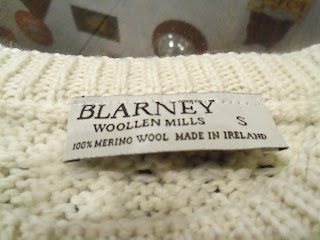 BLARNEY
WOOLLEN MILLS S
100% MERINO WOOL MADE IN IRELAND